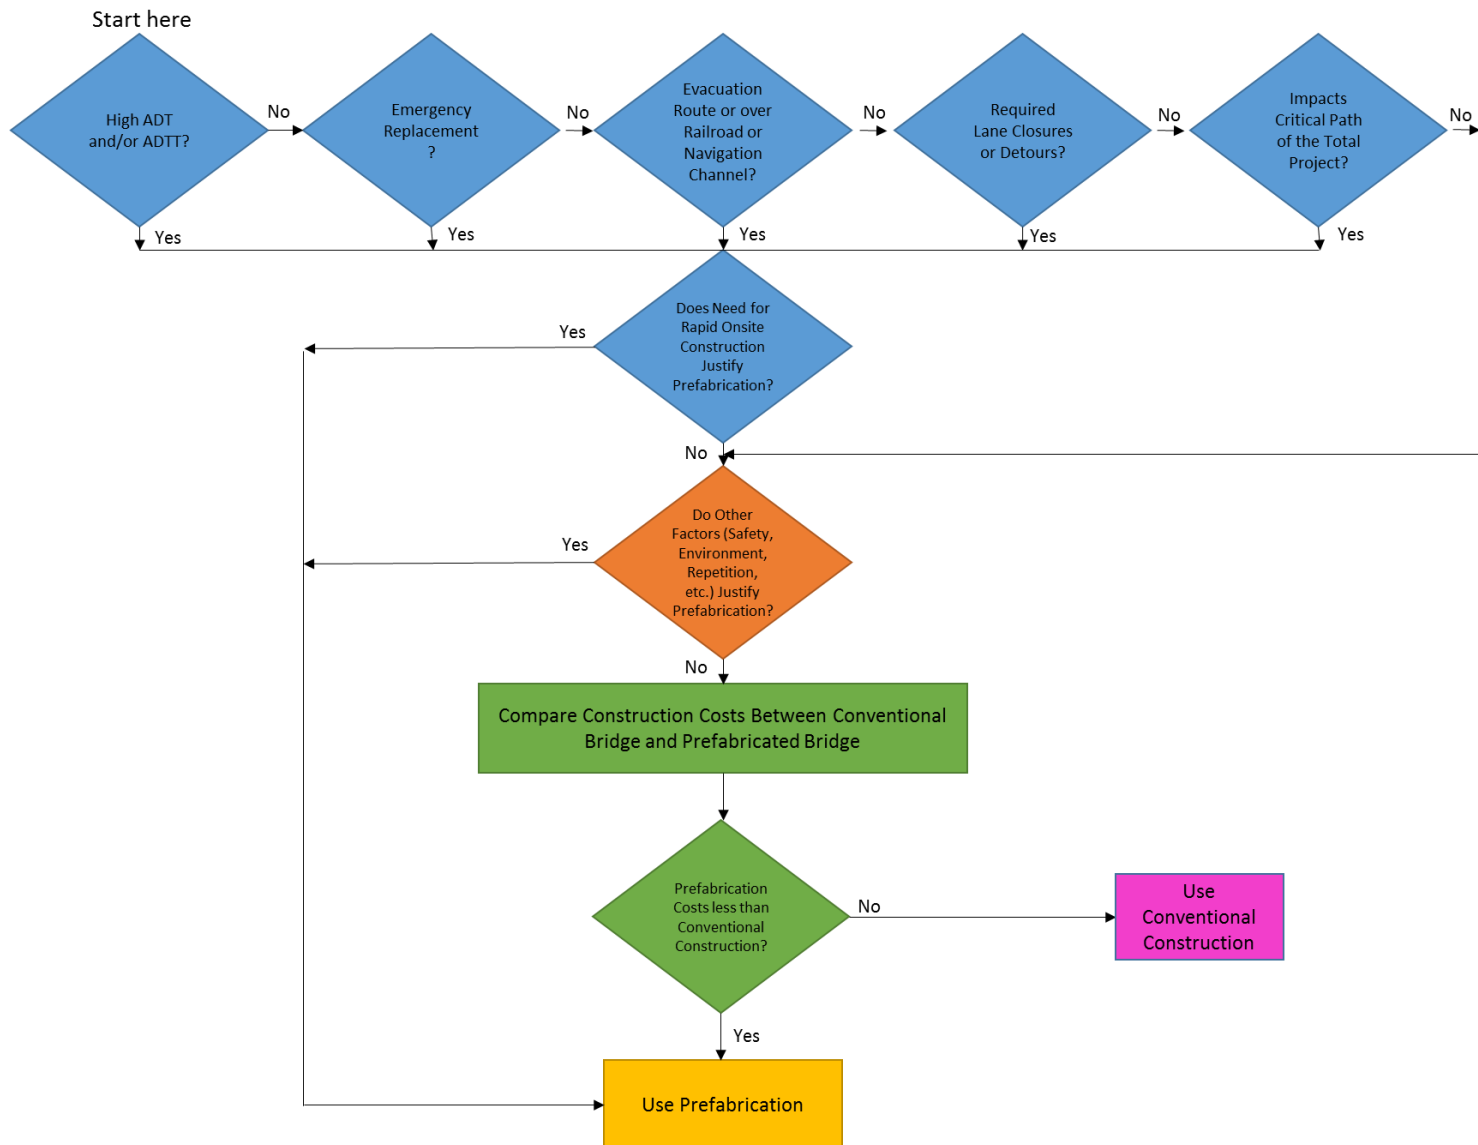 Start here
High ADT
and/or ADTT?
No
Emergency
Replacement
?
No
Evacuation
Route or over
Railroad or
Navigation
Channel?
No
Required
Lane Closures
or Detours?
No
Impacts
Critical Path
of the Total
Project?
No
Yes
Yes
Yes
Yes
Yes
Does Need for
Rapid Onsite
Construction
Justify
Prefabrication?
Yes
No
Do Other
Factors (Safety,
Environment,
Repetition,
etc.) Justify
Prefabrication?
Yes
No
Compare Construction Costs Between Conventional
Bridge and Prefabricated Bridge
Prefabrication
Costs less than
Conventional
Construction?
No
Use
Conventional
Construction
Yes
Use Prefabrication